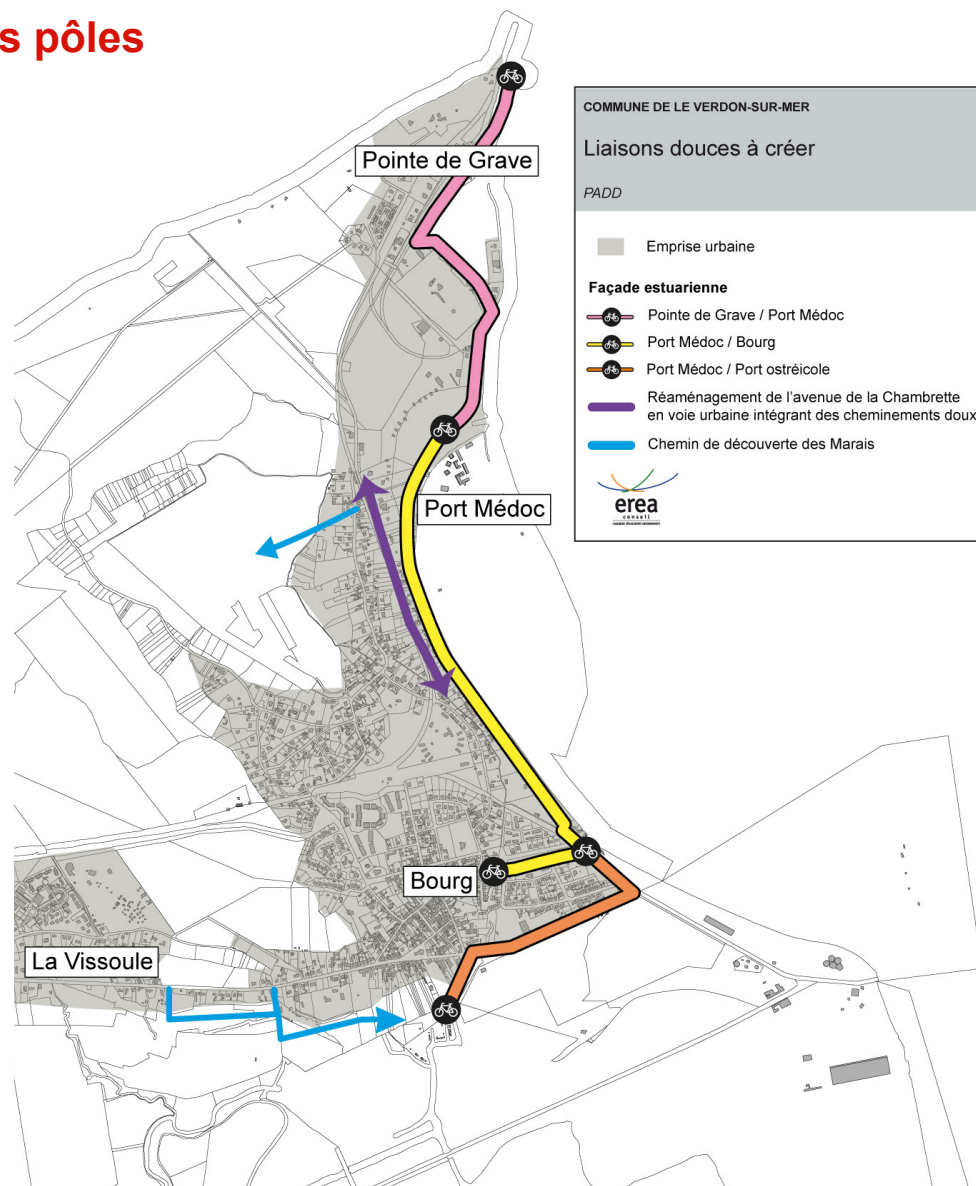 s pôles
COMMUNE DE LE VERDON-SUR-MER
Liaisons douces à créer
PADD
Emprise urbaine
Façade estuarienne
Pointe de Grave / Port Médoc
Port Médoc / Bourg
Port Médoc / Port ostréicole
Réaménagement de l'avenue de la Chambrette
en voie urbaine intégrant des cheminements doux
Chemin de découverte des Marais
erea
conseil
Pointe de Grave
Port Médoc
Bourg
La Vissoule